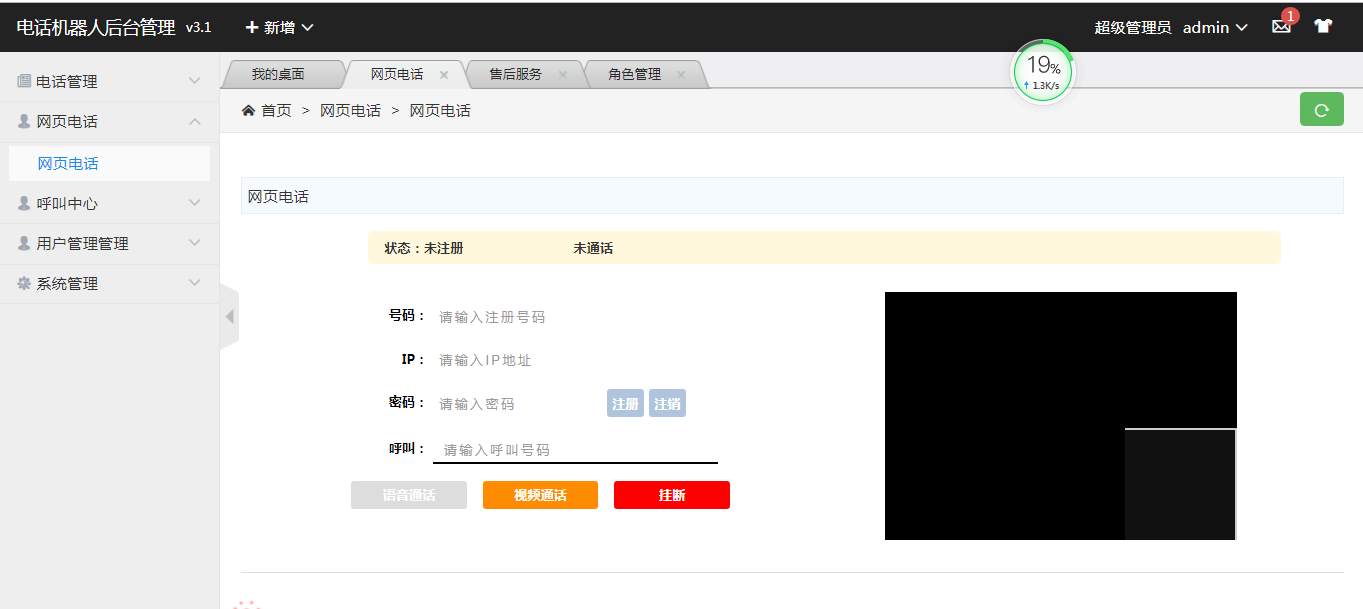 电话机器人后台管理 v3.1 新增 超级管理员 admin 1
我的桌面 网页电话 售后服务 角色管理
19%
1.3K/s
首页 > 网页电话 > 网页电话
电话管理
网页电话
网页电话
呼叫中心
用户管理管理
系统管理
网页电话
状态：未注册 未通话
号码： 请输入注册号码
IP： 请输入IP地址
密码： 请输入密码 注册 注销
呼叫： 请输入呼叫号码
语音通话 视频通话 挂断